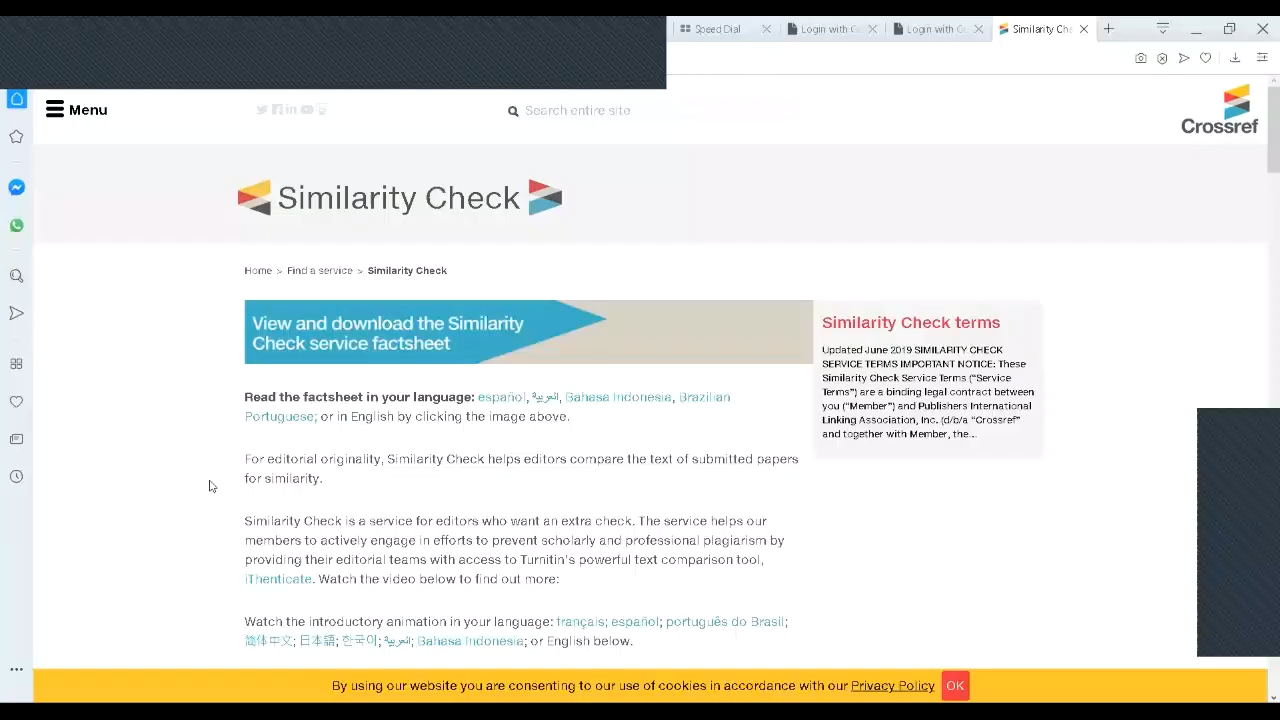 Speed Dial
Login with
Login with
Similarity Che
Menu
Search entire site
Crossref
Similarity Check
Home > Find a service > Similarity Check
View and download the Similarity
Check service factsheet
Similarity Check terms
Updated June 2019 SIMILARITY CHECK
SERVICE TERMS IMPORTANT NOTICE: These
Similarity Check Service Terms (“Service
Terms”) are a binding legal contract between
you (“Member”) and Publishers International
Linking Association, Inc. (d/b/a “Crossref”
and together with Member, the...
Read the factsheet in your language: español, العربية, Bahasa Indonesia, Brazilian
Portuguese; or in English by clicking the image above.
For editorial originality, Similarity Check helps editors compare the text of submitted papers
for similarity.
Similarity Check is a service for editors who want an extra check. The service helps our
members to actively engage in efforts to prevent scholarly and professional plagiarism by
providing their editorial teams with access to Turnitin’s powerful text comparison tool,
iThenticate. Watch the video below to find out more:
Watch the introductory animation in your language: français; español; português do Brasil;
简体中文; 日本語; 한국어; العربية; Bahasa Indonesia; or English below.
By using our website you are consenting to our use of cookies in accordance with our Privacy Policy OK